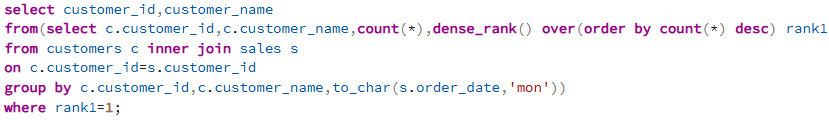 select customer_id,customer_name
from(select c.customer_id,c.customer_name,count(*),dense_rank() over(order by count(*) desc) rank1
from customers c inner join sales s
on c.customer_id=s.customer_id
group by c.customer_id,c.customer_name,to_char(s.order_date,'mon'))
where rank1=1;